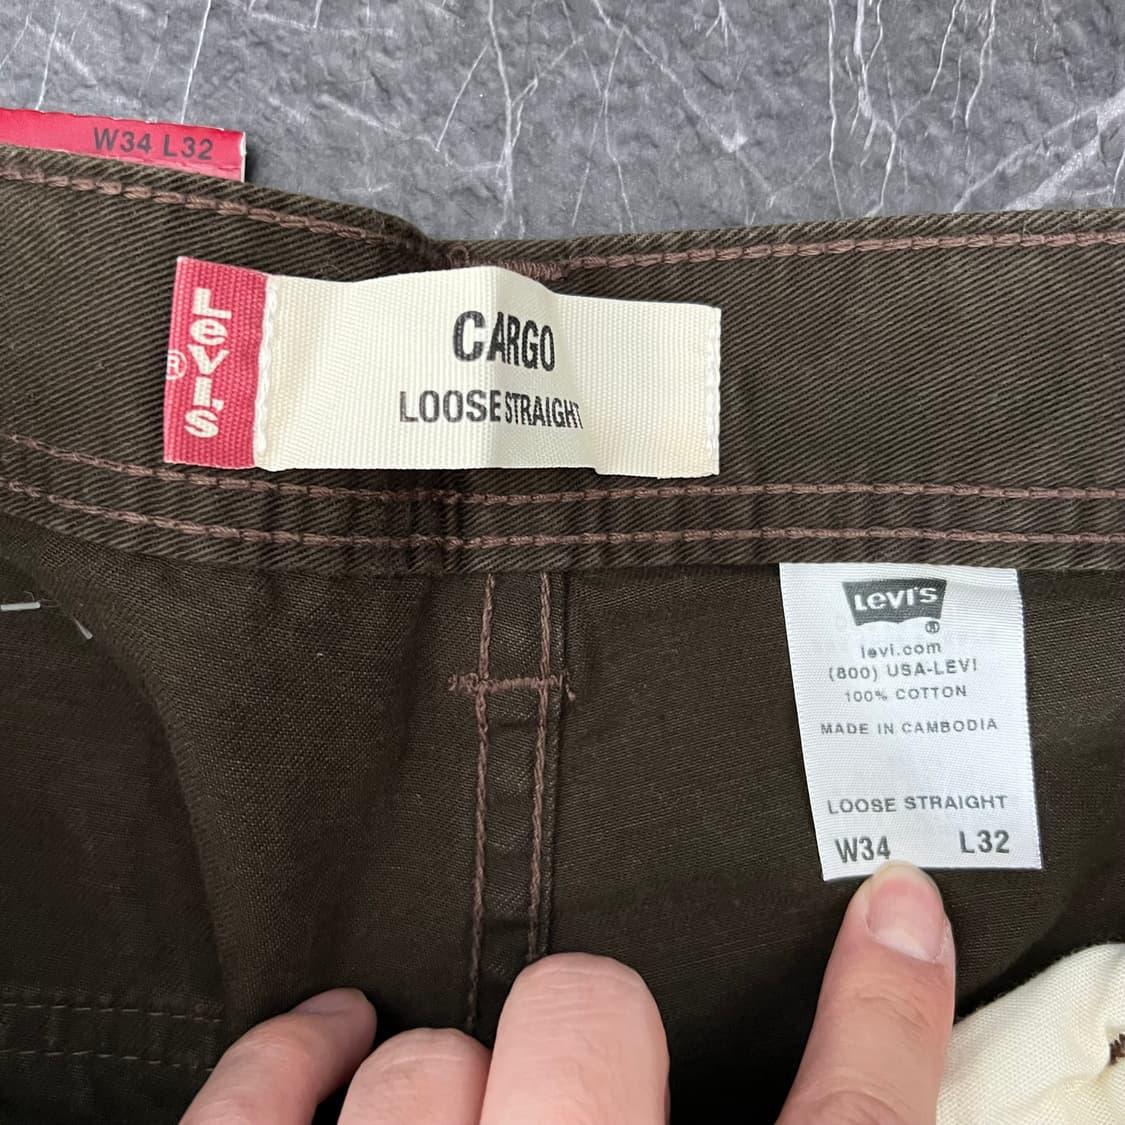 W34 L32
Levi's
®
CARGO
LOOSE STRAIGHT
Levi's
®
levi.com
(800) USA-LEVI
100% COTTON
MADE IN CAMBODIA
LOOSE STRAIGHT
W34 L32